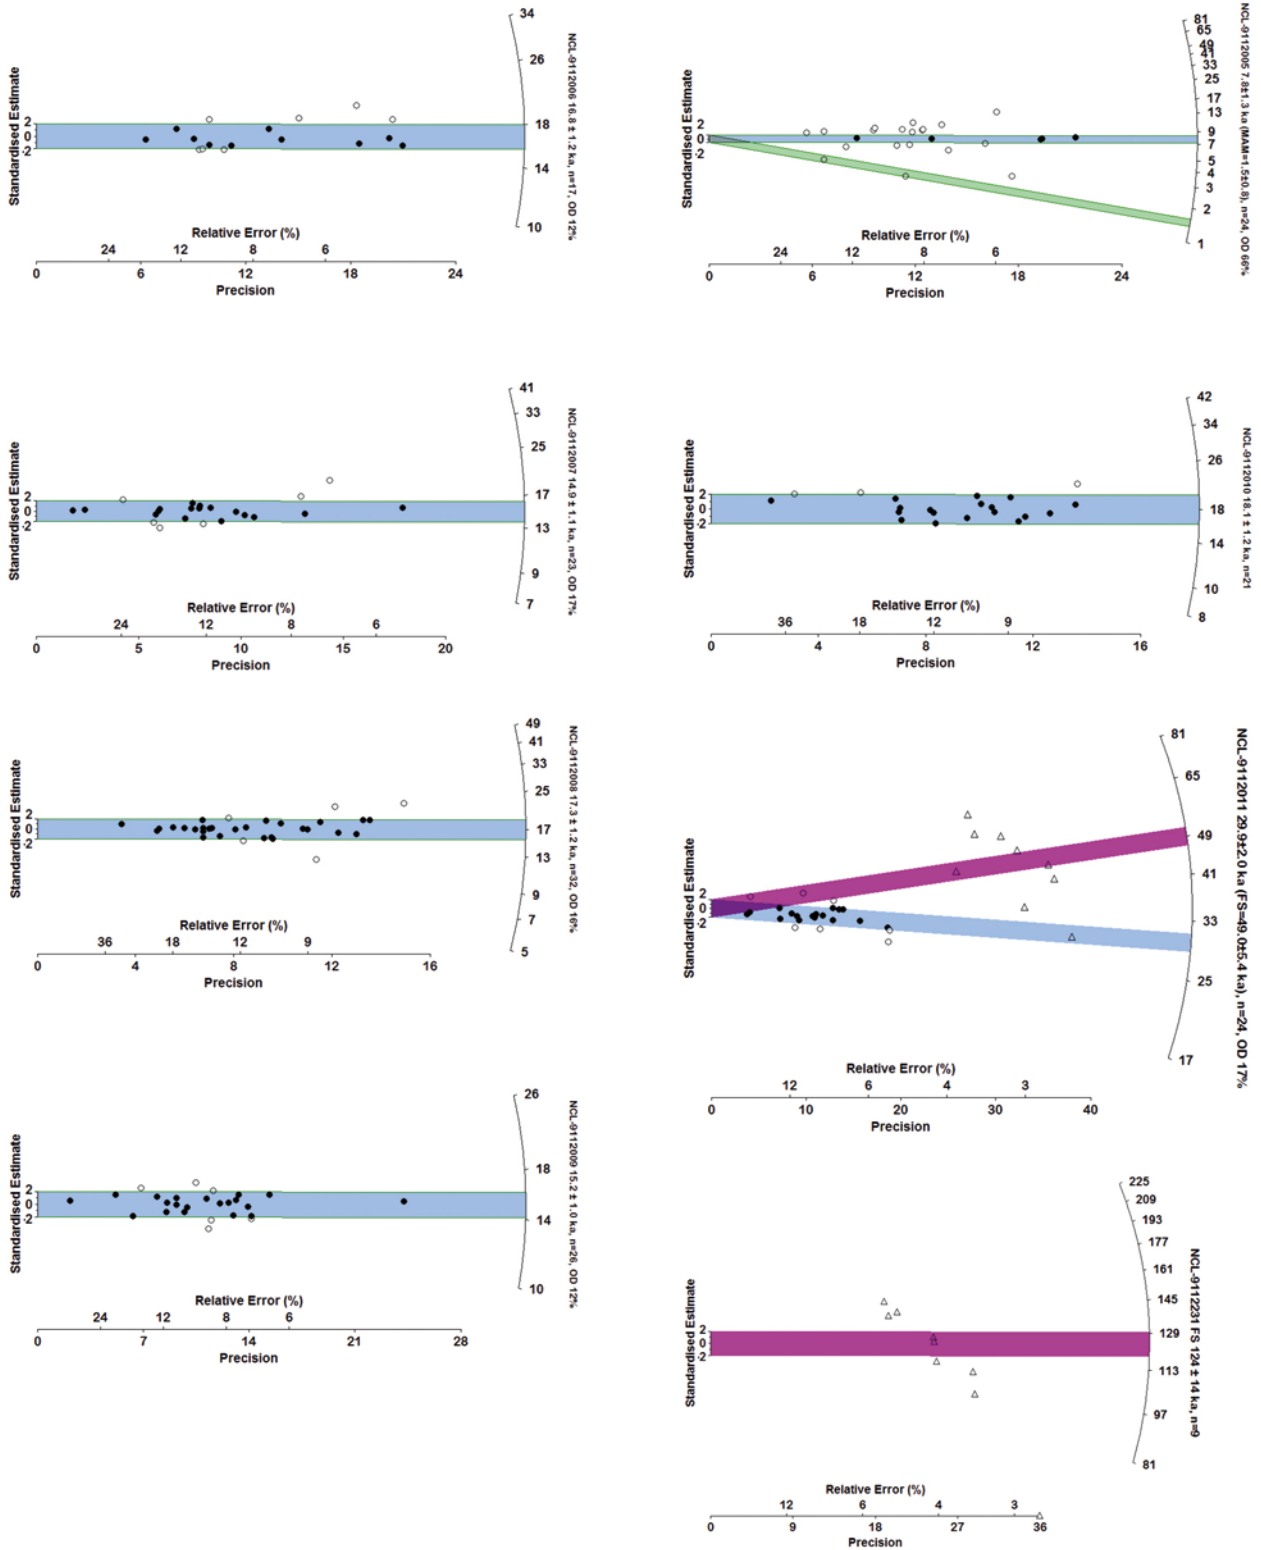 34
26
18
14
10
NCL-9112006 16.8 ± 1.2 ka, n=17, OD 12%
Standardised Estimate
2
0
-2
Relative Error (%)
24 12 8 6
0 6 12 18 24
Precision
81
65
49
41
33
25
17
13
9
7
5
4
3
2
1
NCL-9112005 7.8±1.3 ka (MAM=1.5±0.8), n=24, OD 66%
Standardised Estimate
2
0
-2
Relative Error (%)
24 12 8 6
0 6 12 18 24
Precision
41
33
25
17
13
9
7
NCL-9112007 14.9 ± 1.1 ka, n=23, OD 17%
Standardised Estimate
2
0
-2
Relative Error (%)
24 12 8 6
0 5 10 15 20
Precision
42
34
26
18
14
10
8
NCL-9112010 18.1 ± 1.2 ka, n=21
Standardised Estimate
2
0
-2
Relative Error (%)
36 18 12 9
0 4 8 12 16
Precision
49
41
33
25
17
13
9
7
5
NCL-9112008 17.3 ± 1.2 ka, n=32, OD 16%
Standardised Estimate
2
0
-2
Relative Error (%)
36 18 12 9
0 4 8 12 16
Precision
81
65
49
41
33
25
17
NCL-9112011 29.9±2.0 ka (FS=49.0±5.4 ka), n=24, OD 17%
Standardised Estimate
2
0
-2
Relative Error (%)
12 6 4 3
0 10 20 30 40
Precision
26
18
14
10
NCL-9112009 15.2 ± 1.0 ka, n=26, OD 12%
Standardised Estimate
2
0
-2
Relative Error (%)
24 12 8 6
0 7 14 21 28
Precision
225
209
193
177
161
145
129
113
97
81
NCL-9112231 FS 124 ± 14 ka, n=9
Standardised Estimate
2
0
-2
Relative Error (%)
12 6 4 3
0 9 18 27 36
Precision